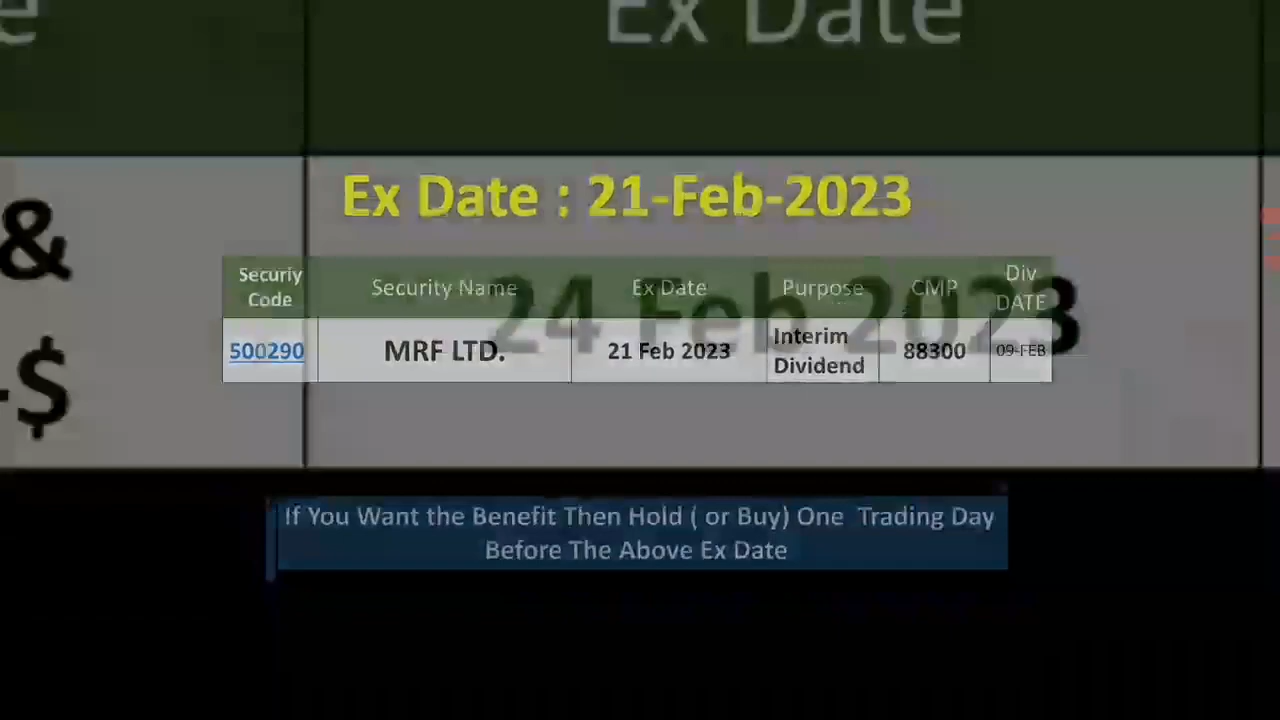 e
Ex Date
Ex Date : 21-Feb-2023
Securiy Code
Security Name
Ex Date
Purpose
CMP
Div DATE
24 Feb 2023
500290
MRF LTD.
21 Feb 2023
Interim Dividend
88300
09-FEB
&
-$
If You Want the Benefit Then Hold ( or Buy) One Trading Day
Before The Above Ex Date